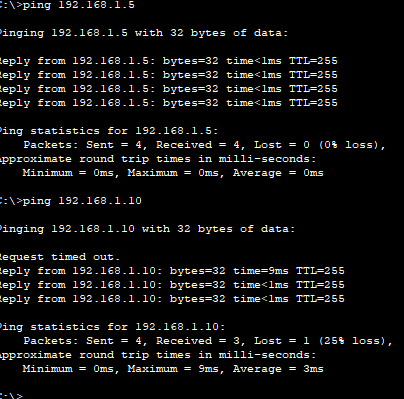 C:\>ping 192.168.1.5
Pinging 192.168.1.5 with 32 bytes of data:
Reply from 192.168.1.5: bytes=32 time<1ms TTL=255
Reply from 192.168.1.5: bytes=32 time<1ms TTL=255
Reply from 192.168.1.5: bytes=32 time<1ms TTL=255
Reply from 192.168.1.5: bytes=32 time<1ms TTL=255
Ping statistics for 192.168.1.5:
Packets: Sent = 4, Received = 4, Lost = 0 (0% loss),
Approximate round trip times in milli-seconds:
Minimum = 0ms, Maximum = 0ms, Average = 0ms
C:\>ping 192.168.1.10
Pinging 192.168.1.10 with 32 bytes of data:
Request timed out.
Reply from 192.168.1.10: bytes=32 time=9ms TTL=255
Reply from 192.168.1.10: bytes=32 time<1ms TTL=255
Reply from 192.168.1.10: bytes=32 time<1ms TTL=255
Ping statistics for 192.168.1.10:
Packets: Sent = 4, Received = 3, Lost = 1 (25% loss),
Approximate round trip times in milli-seconds:
Minimum = 0ms, Maximum = 9ms, Average = 3ms
C:\>